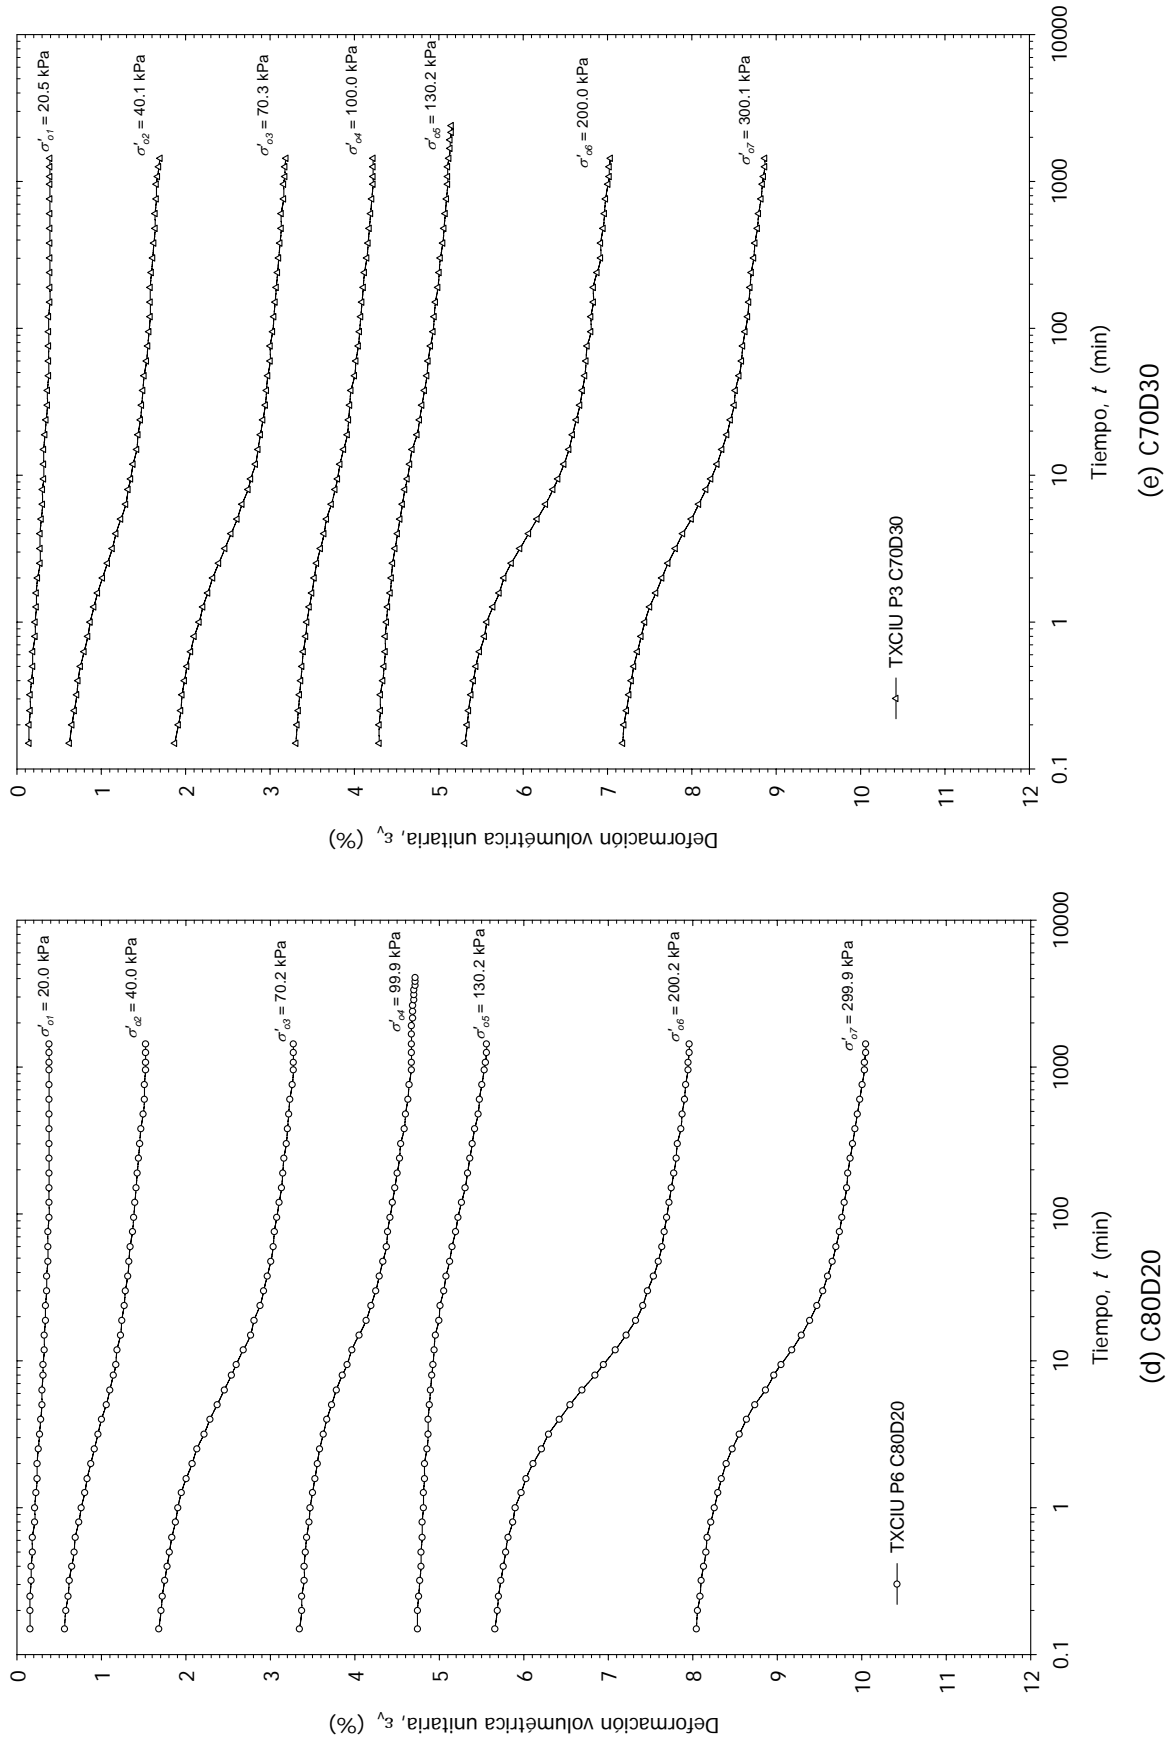 0
1
2
3
4
5
6
7
8
9
10
11
12
0.1
1
10
100
1000
10000
Deformación volumétrica unitaria, εᵥ (%)
Tiempo, t (min)
σ'o1 = 20.0 kPa
σ'o2 = 40.0 kPa
σ'o3 = 70.2 kPa
σ'o4 = 99.9 kPa
σ'o5 = 130.2 kPa
σ'o6 = 200.2 kPa
σ'o7 = 299.9 kPa
TXCIU P6 C80D20
(d) C80D20
0
1
2
3
4
5
6
7
8
9
10
11
12
0.1
1
10
100
1000
10000
Deformación volumétrica unitaria, εᵥ (%)
Tiempo, t (min)
σ'o1 = 20.5 kPa
σ'o2 = 40.1 kPa
σ'o3 = 70.3 kPa
σ'o4 = 100.0 kPa
σ'o5 = 130.2 kPa
σ'o6 = 200.0 kPa
σ'o7 = 300.1 kPa
TXCIU P3 C70D30
(e) C70D30